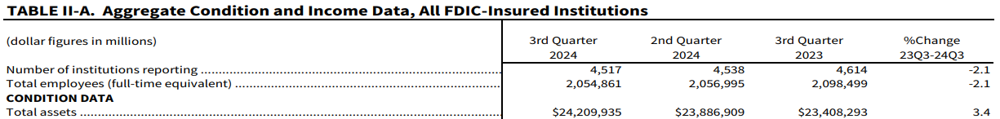 TABLE II-A. Aggregate Condition and Income Data, All FDIC-Insured Institutions
(dollar figures in millions) 3rd Quarter 2nd Quarter 3rd Quarter %Change
2024 2024 2023 23Q3-24Q3
Number of institutions reporting 4,517 4,538 4,614 -2.1
Total employees (full-time equivalent) 2,054,861 2,056,995 2,098,499 -2.1
CONDITION DATA
Total assets $24,209,935 $23,886,909 $23,408,293 3.4